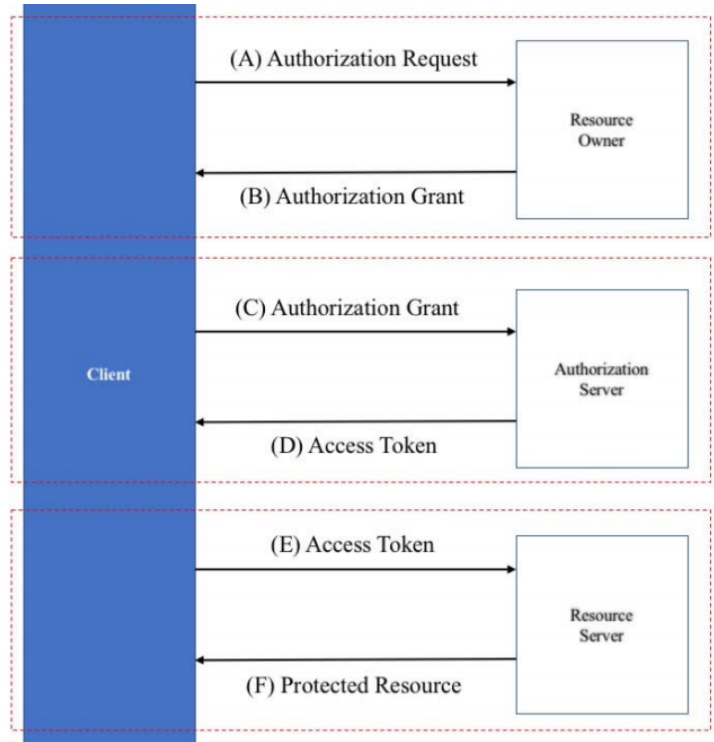 (A) Authorization Request
Resource
Owner
(B) Authorization Grant
(C) Authorization Grant
Client
Authorization
Server
(D) Access Token
(E) Access Token
Resource
Server
(F) Protected Resource